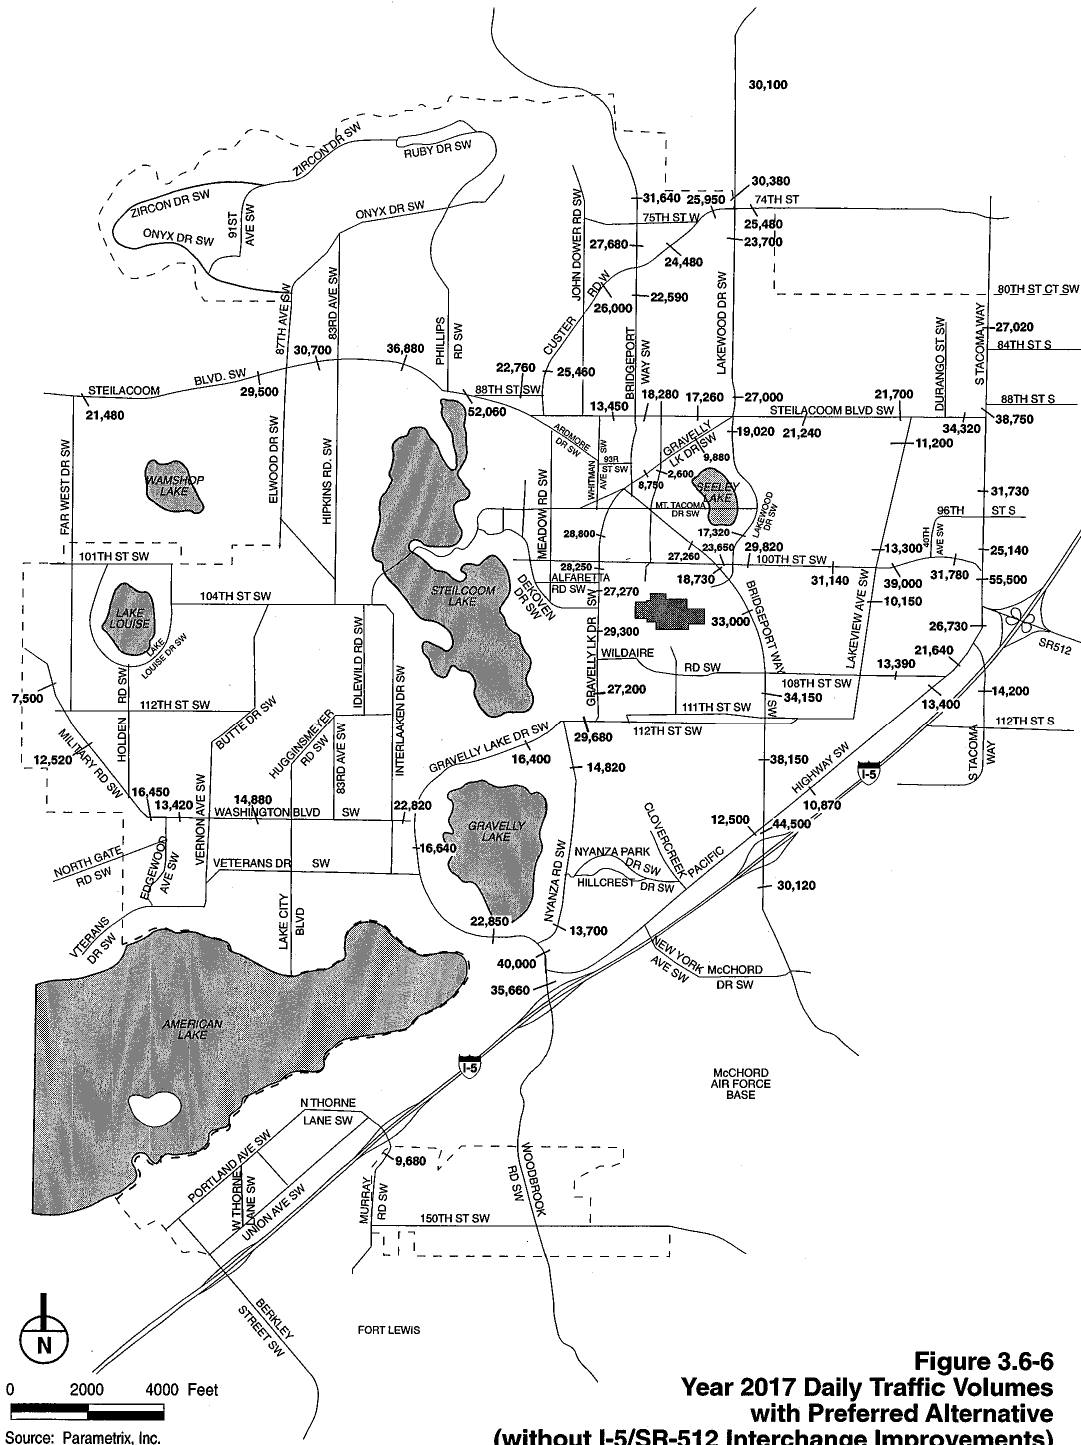 30,100
ZIRCON DR SW
RUBY DR SW
30,380
74TH ST
31,640
25,950
75TH ST W
25,480
ZIRCON DR SW
91ST
AVE SW
ONYX DR SW
ONYX DR SW
JOHN DOWER RD SW
27,680
23,700
24,480
87TH AVE SW
83RD AVE SW
PHILLIPS
RD SW
CUSTER
RD W
26,000
22,590
BRIDGEPORT
WAY SW
LAKEWOOD DR SW
80TH ST CT SW
S TACOMA WAY
27,020
84TH ST S
DURANGO ST SW
30,700
36,880
22,760
25,460
STEILACOOM
BLVD. SW
29,500
21,480
88TH ST SW
52,060
13,450
18,280
17,260
27,000
STEILACOOM BLVD SW
21,700
21,240
34,320
88TH ST S
38,750
FAR WEST DR SW
ELWOOD DR SW
HIPKINS RD. SW
ARDMORE
DR SW
WHITMAN
AVE SW
93R
ST SW
GRAVELLY
LK DR SW
19,020
9,880
2,600
8,750
11,200
WAMSHOP
LAKE
SEELEY
LAKE
MT. TACOMA
DR SW
LAKEWOOD
DR SW
31,730
96TH
ST S
40TH
AVE SW
MEADOW RD SW
28,800
17,320
23,650
27,260
29,820
100TH ST SW
13,300
25,140
101TH ST SW
28,250
ALFARETTA
RD SW
18,730
31,140
39,000
31,780
55,500
104TH ST SW
STEILCOOM
LAKE
DEKOVEN
DR SW
27,270
10,150
LAKE
LOUISE
LAKE
LOUISE DR SW
BRIDGEPORT WAY
SW
33,000
LAKEVIEW AVE SW
26,730
SR512
29,300
GRAVELLY LK DR SW
WILDAIRE
RD SW
108TH ST SW
13,390
21,640
7,500
HOLDEN
RD SW
112TH ST SW
IDLEWILD RD SW
INTERLAKEN DR SW
27,200
34,150
13,400
14,200
111TH ST SW
112TH ST S
MILITARY RD SW
12,520
BUTTE DR SW
HUGGINSMEYER
RD SW
83RD AVE SW
GRAVELLY LAKE DR SW
16,400
29,680
112TH ST SW
14,820
38,150
HIGHWAY SW
I-5
S TACOMA
WAY
16,450
13,420
VERNON AVE SW
14,880
WASHINGTON BLVD
SW
22,820
10,870
12,500
44,500
16,640
GRAVELLY
LAKE
CLOVERCREEK
PACIFIC
NYANZA PARK
DR SW
HILLCREST
DR SW
NORTH GATE
RD SW
EDGEWOOD
AVE SW
VETERANS DR
SW
30,120
NYANZA RD SW
VTERANS
DR SW
LAKE CITY
BLVD
22,850
13,700
40,000
35,660
NEW YORK
AVE SW
McCHORD
DR SW
AMERICAN
LAKE
I-5
McCHORD
AIR FORCE
BASE
N THORNE
LANE SW
PORTLAND AVE SW
W THORNE
LANE SW
UNION AVE SW
9,680
MURRAY
RD SW
WOODBROOK
RD SW
150TH ST SW
BERKLEY
STREET SW
FORT LEWIS
N
0 2000 4000 Feet
Source: Parametrix, Inc.
Figure 3.6-6
Year 2017 Daily Traffic Volumes
with Preferred Alternative
(without I-5/SR-512 Interchange Improvements)